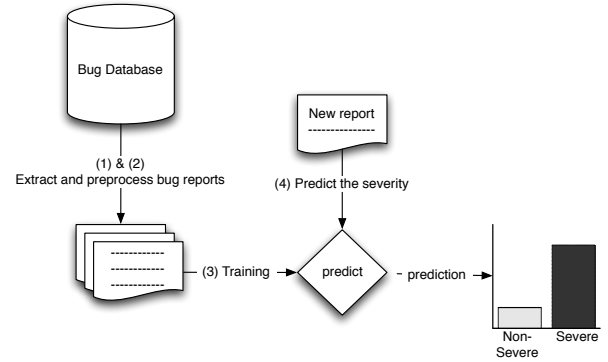 Bug Database
(1) & (2)
Extract and preprocess bug reports
New report
(4) Predict the severity
(3) Training
predict
prediction
Non-
Severe
Severe